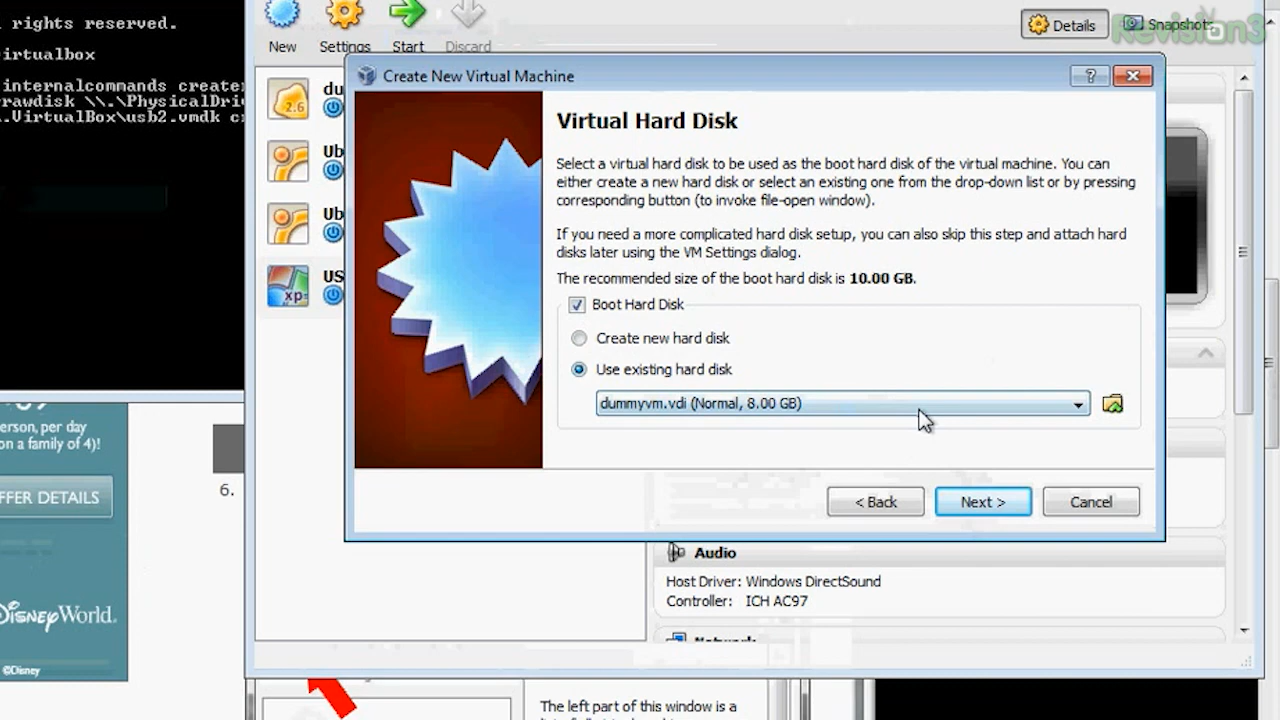 rights reserved.
virtualbox
internalcommands create
rawdisk \\.\PhysicalDri
.VirtualBox\usb2.vmdk
New
Settings
Start
Discard
Details
Snapshots
Revision3
du
Ub
Ub
US
2.6
xp
Create New Virtual Machine
?
Virtual Hard Disk
Select a virtual hard disk to be used as the boot hard disk of the virtual machine. You can
either create a new hard disk or select an existing one from the drop-down list or by pressing
corresponding button (to invoke file-open window).
If you need a more complicated hard disk setup, you can also skip this step and attach hard
disks later using the VM Settings dialog.
The recommended size of the boot hard disk is 10.00 GB.
Boot Hard Disk
Create new hard disk
Use existing hard disk
dummyvm.vdi (Normal, 8.00 GB)
< Back
Next >
Cancel
erson, per day
n a family of 4)!
FFER DETAILS
6.
Disney World.
©Disney
Audio
Host Driver: Windows DirectSound
Controller: ICH AC97
Network
The left part of this window is a